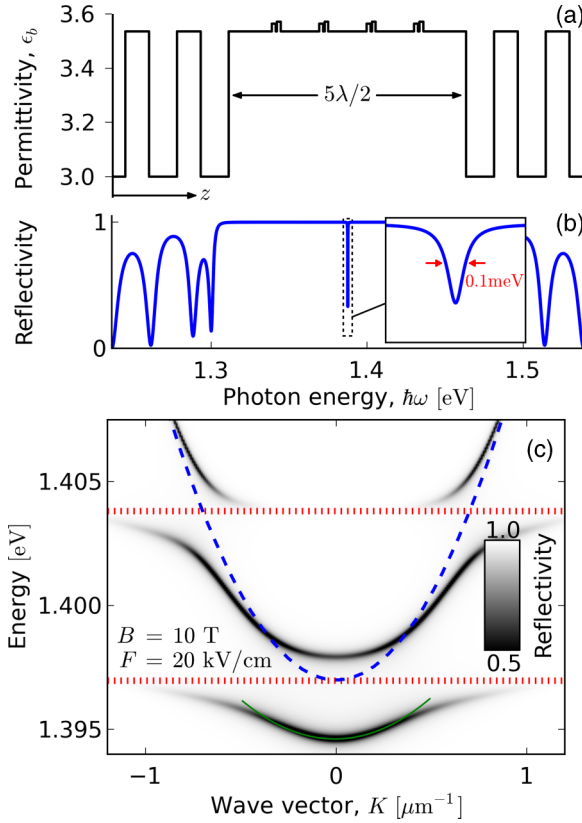 (a)
Permittivity, ϵ_b
3.6
3.4
3.2
3.0
5λ/2
z
(b)
Reflectivity
1
0
0.1meV
1.3
1.4
1.5
Photon energy, ħω [eV]
(c)
Energy [eV]
1.405
1.400
1.395
B = 10 T
F = 20 kV/cm
1.0
0.5
Reflectivity
−1
0
1
Wave vector, K [μm⁻¹]